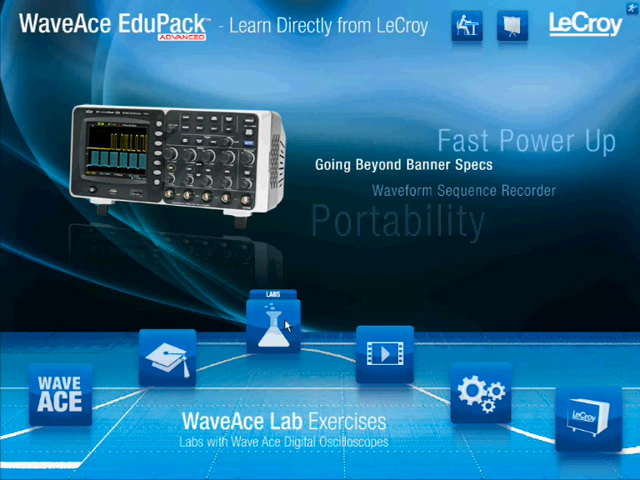 WaveAce EduPack™ - Learn Directly from LeCroy
ADVANCED
LeCroy
Fast Power Up
Going Beyond Banner Specs
Waveform Sequence Recorder
Portability
LABS
WAVE
ACE
LeCroy
WaveAce Lab Exercises
Labs with Wave Ace Digital Oscilloscopes